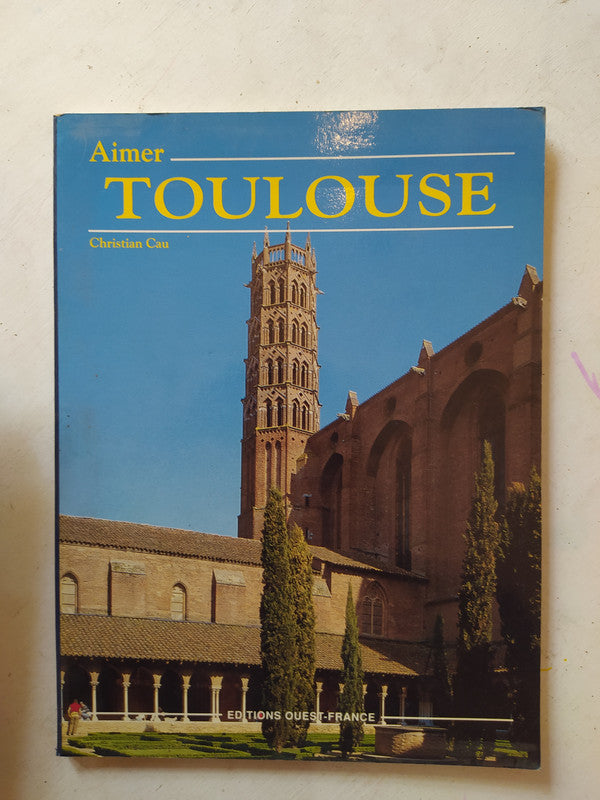 Aimer
TOULOUSE
Christian Cau
EDITIONS OUEST-FRANCE